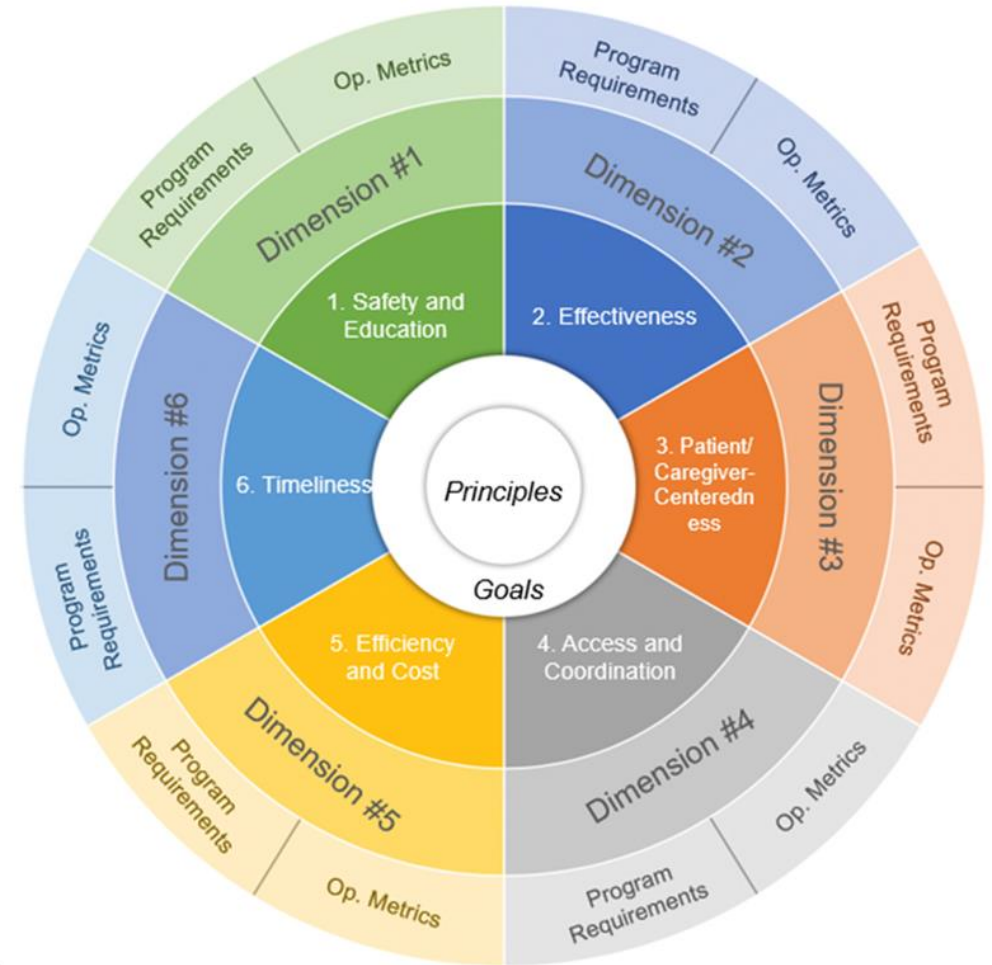 Op. Metrics
Program
Requirements
Program
Requirements
Op. Metrics
Dimension #1
Dimension #2
1. Safety and
Education
2. Effectiveness
Op. Metrics
Program
Requirements
Dimension #6
6. Timeliness
Principles
Goals
3. Patient/
Caregiver-
Centeredn
ess
Dimension #3
Program
Requirements
Op. Metrics
5. Efficiency
and Cost
4. Access and
Coordination
Dimension #5
Dimension #4
Program
Requirements
Op. Metrics
Program
Requirements
Op. Metrics